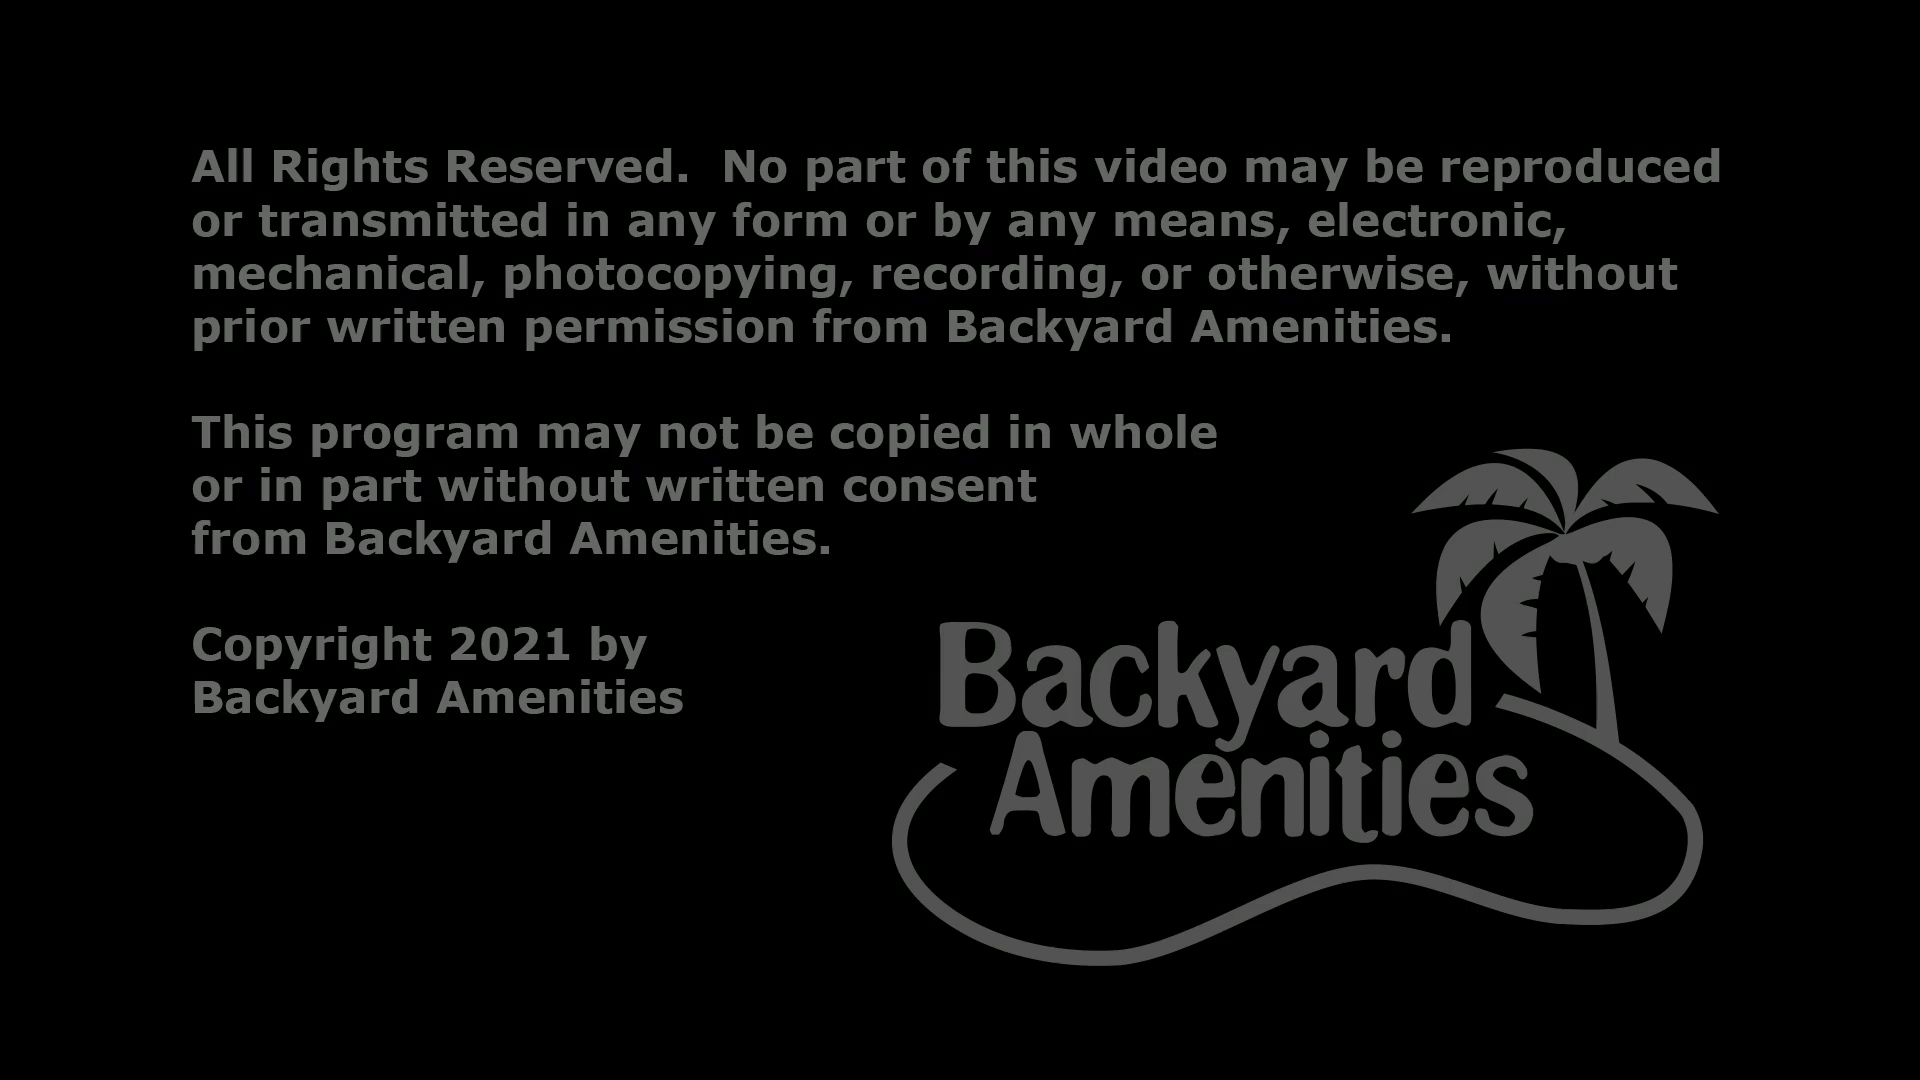 All Rights Reserved.  No part of this video may be reproduced
or transmitted in any form or by any means, electronic,
mechanical, photocopying, recording, or otherwise, without
prior written permission from Backyard Amenities.
This program may not be copied in whole
or in part without written consent
from Backyard Amenities.
Copyright 2021 by
Backyard Amenities
Backyard
Amenities